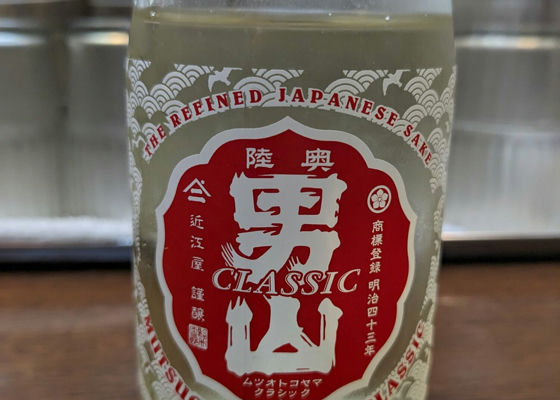 THE REFINED JAPANESE SAKE
陸奥
男山
CLASSIC
近江屋 謹醸
商標登録 明治四十三年
ムツオトコヤマ
クラシック
MUTSU
CLASSIC